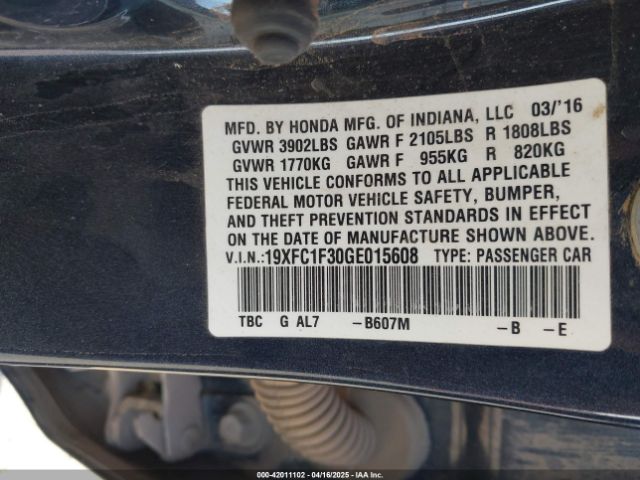 MFD. BY HONDA MFG. OF INDIANA, LLC 03/'16
GVWR 3902LBS GAWR F 2105LBS R 1808LBS
GVWR 1770KG GAWR F 955KG R 820KG
THIS VEHICLE CONFORMS TO ALL APPLICABLE
FEDERAL MOTOR VEHICLE SAFETY, BUMPER,
AND THEFT PREVENTION STANDARDS IN EFFECT
ON THE DATE OF MANUFACTURE SHOWN ABOVE.
V.I.N.:19XFC1F30GE015608 TYPE: PASSENGER CAR
TBC G AL7 -B607M -B -E
000-42011102 - 04/16/2025 - IAA Inc.